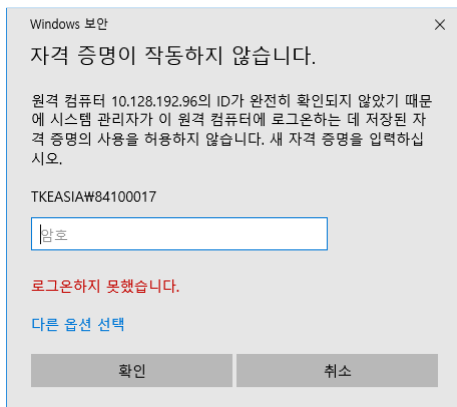 Windows 보안
자격 증명이 작동하지 않습니다.
원격 컴퓨터 10.128.192.96의 ID가 완전히 확인되지 않았기 때문
에 시스템 관리자가 이 원격 컴퓨터에 로그온하는 데 저장된 자
격 증명의 사용을 허용하지 않습니다. 새 자격 증명을 입력하십
시오.
TKEASIA₩84100017
암호
로그온하지 못했습니다.
다른 옵션 선택
확인
취소